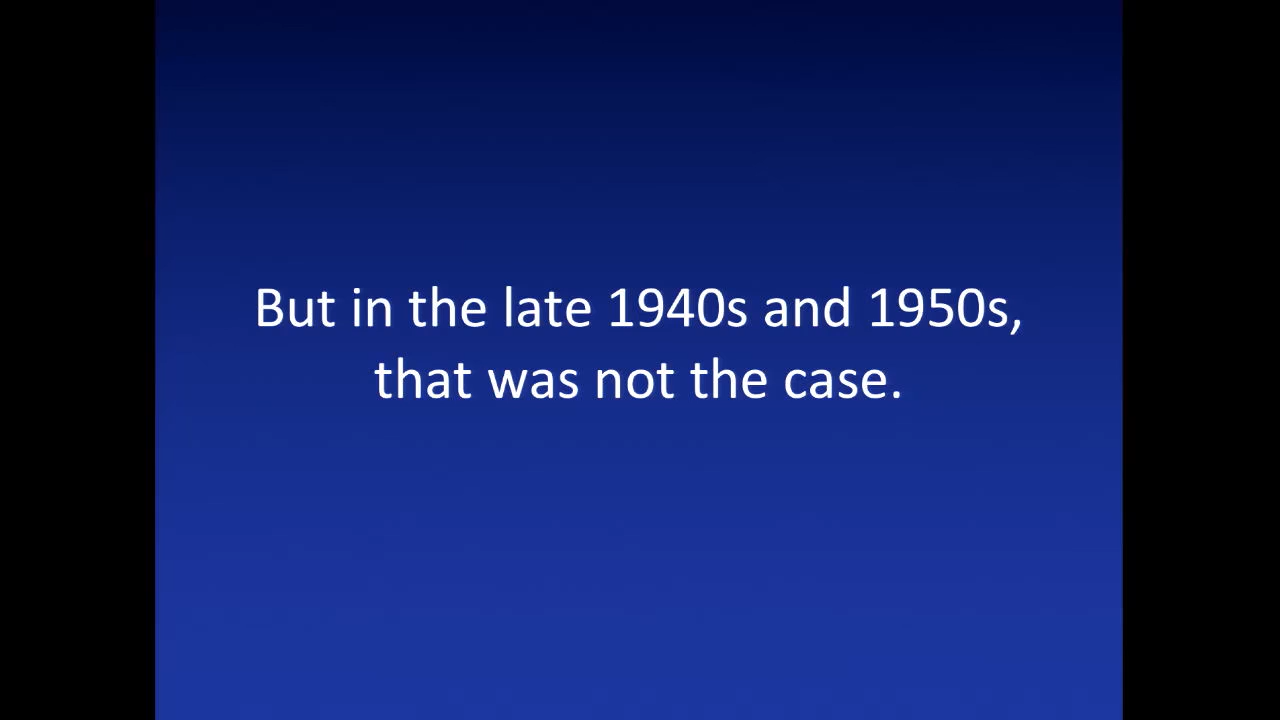 But in the late 1940s and 1950s,
that was not the case.